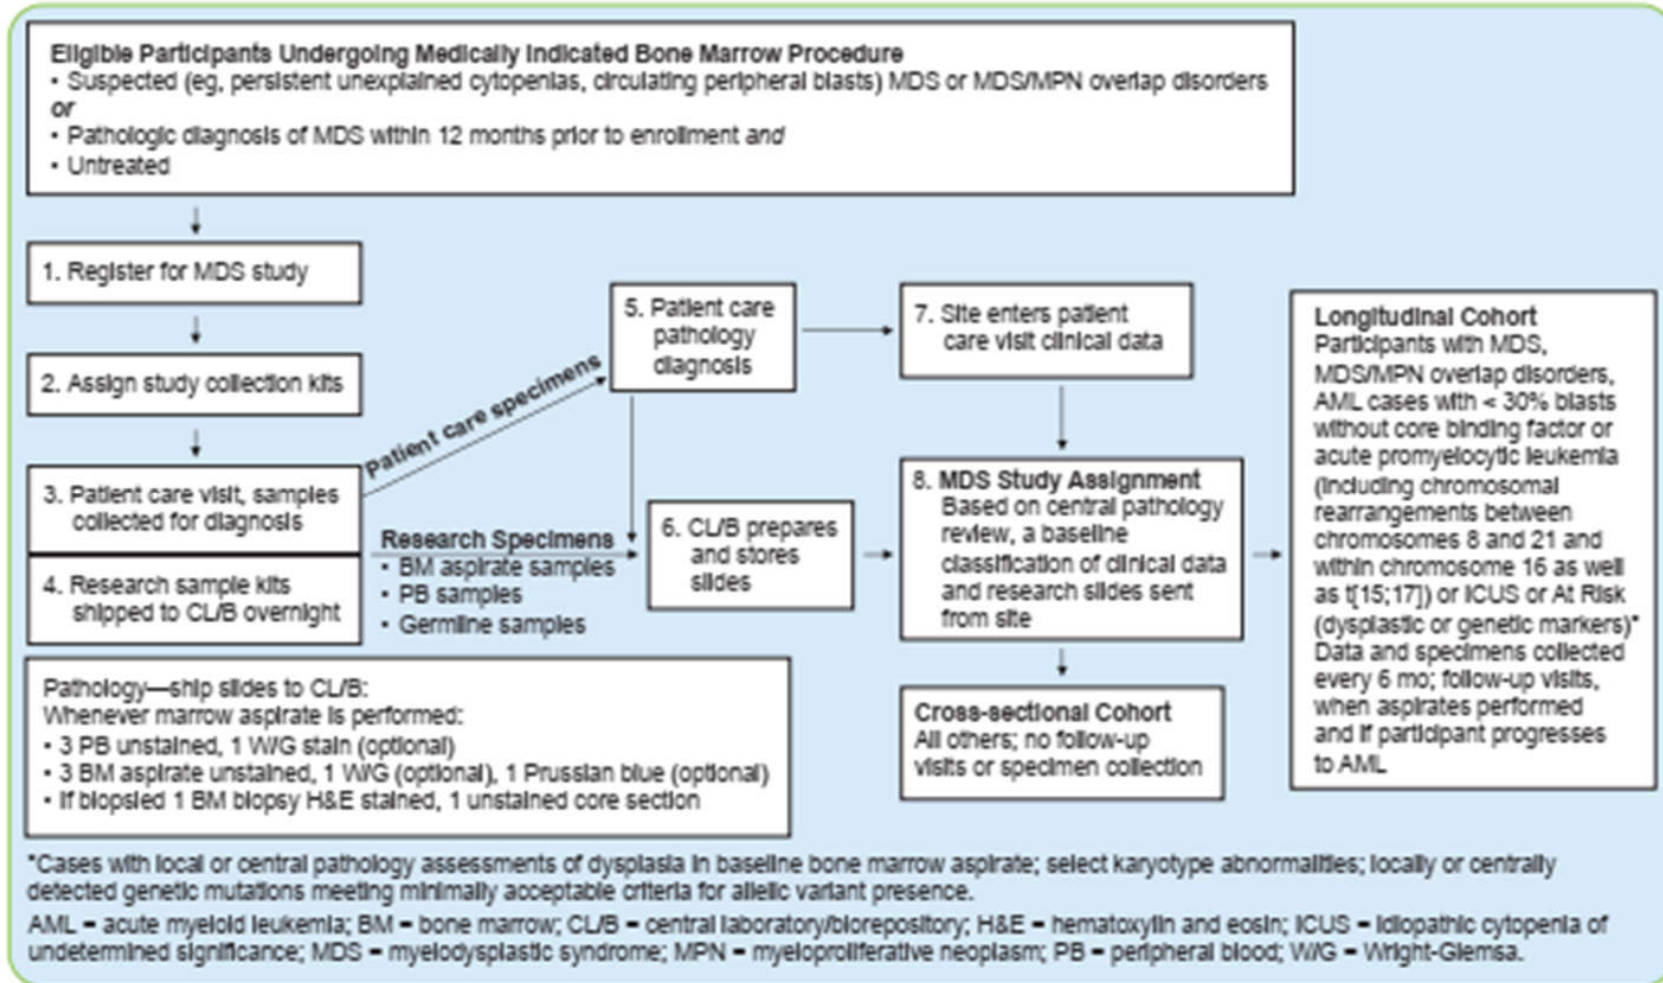 Eligible Participants Undergoing Medically Indicated Bone Marrow Procedure
• Suspected (eg, persistent unexplained cytopenias, circulating peripheral blasts) MDS or MDS/MPN overlap disorders
or
• Pathologic diagnosis of MDS within 12 months prior to enrollment and
• Untreated
1. Register for MDS study
2. Assign study collection kits
3. Patient care visit, samples
collected for diagnosis
4. Research sample kits
shipped to CL/B overnight
Patient care specimens
Research Specimens
• BM aspirate samples
• PB samples
• Germline samples
5. Patient care
pathology
diagnosis
6. CL/B prepares
and stores
slides
7. Site enters patient
care visit clinical data
8. MDS Study Assignment
Based on central pathology
review, a baseline
classification of clinical data
and research slides sent
from site
Cross-sectional Cohort
All others; no follow-up
visits or specimen collection
Longitudinal Cohort
Participants with MDS,
MDS/MPN overlap disorders,
AML cases with < 30% blasts
without core binding factor or
acute promyelocytic leukemia
(including chromosomal
rearrangements between
chromosomes 8 and 21 and
within chromosome 16 as well
as t[15;17]) or ICUS or At Risk
(dysplastic or genetic markers)*
Data and specimens collected
every 6 mo; follow-up visits,
when aspirates performed
and if participant progresses
to AML
Pathology—ship slides to CL/B:
Whenever marrow aspirate is performed:
• 3 PB unstained, 1 W/G stain (optional)
• 3 BM aspirate unstained, 1 W/G (optional), 1 Prussian blue (optional)
• If biopsied 1 BM biopsy H&E stained, 1 unstained core section
*Cases with local or central pathology assessments of dysplasia in baseline bone marrow aspirate; select karyotype abnormalities; locally or centrally
detected genetic mutations meeting minimally acceptable criteria for allelic variant presence.
AML = acute myeloid leukemia; BM = bone marrow; CL/B = central laboratory/biorepository; H&E = hematoxylin and eosin; ICUS = idiopathic cytopenia of
undetermined significance; MDS = myelodysplastic syndrome; MPN = myeloproliferative neoplasm; PB = peripheral blood; W/G = Wright-Giemsa.